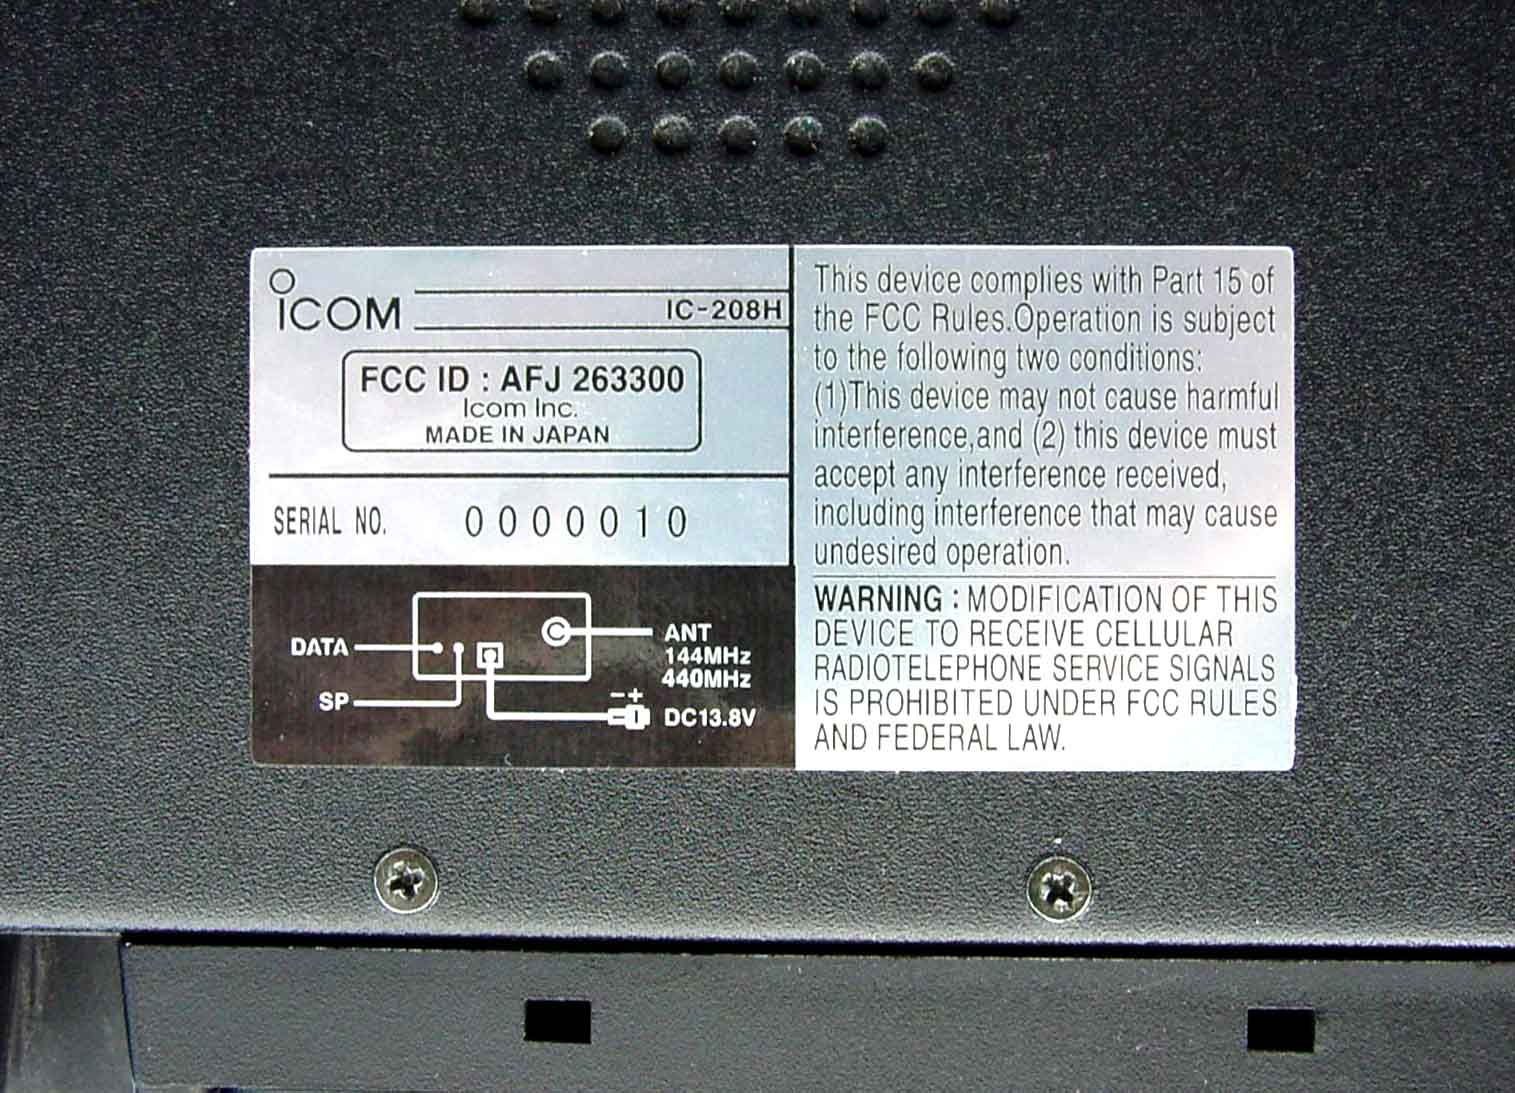 ICOM
IC-208H
FCC ID : AFJ 263300
Icom Inc.
MADE IN JAPAN
SERIAL NO. 0000010
DATA
SP
ANT
144MHz
440MHz
- +
DC13.8V
This device complies with Part 15 of
the FCC Rules.Operation is subject
to the following two conditions:
(1)This device may not cause harmful
interference,and (2) this device must
accept any interference received,
including interference that may cause
undesired operation.
WARNING : MODIFICATION OF THIS
DEVICE TO RECEIVE CELLULAR
RADIOTELEPHONE SERVICE SIGNALS
IS PROHIBITED UNDER FCC RULES
AND FEDERAL LAW.